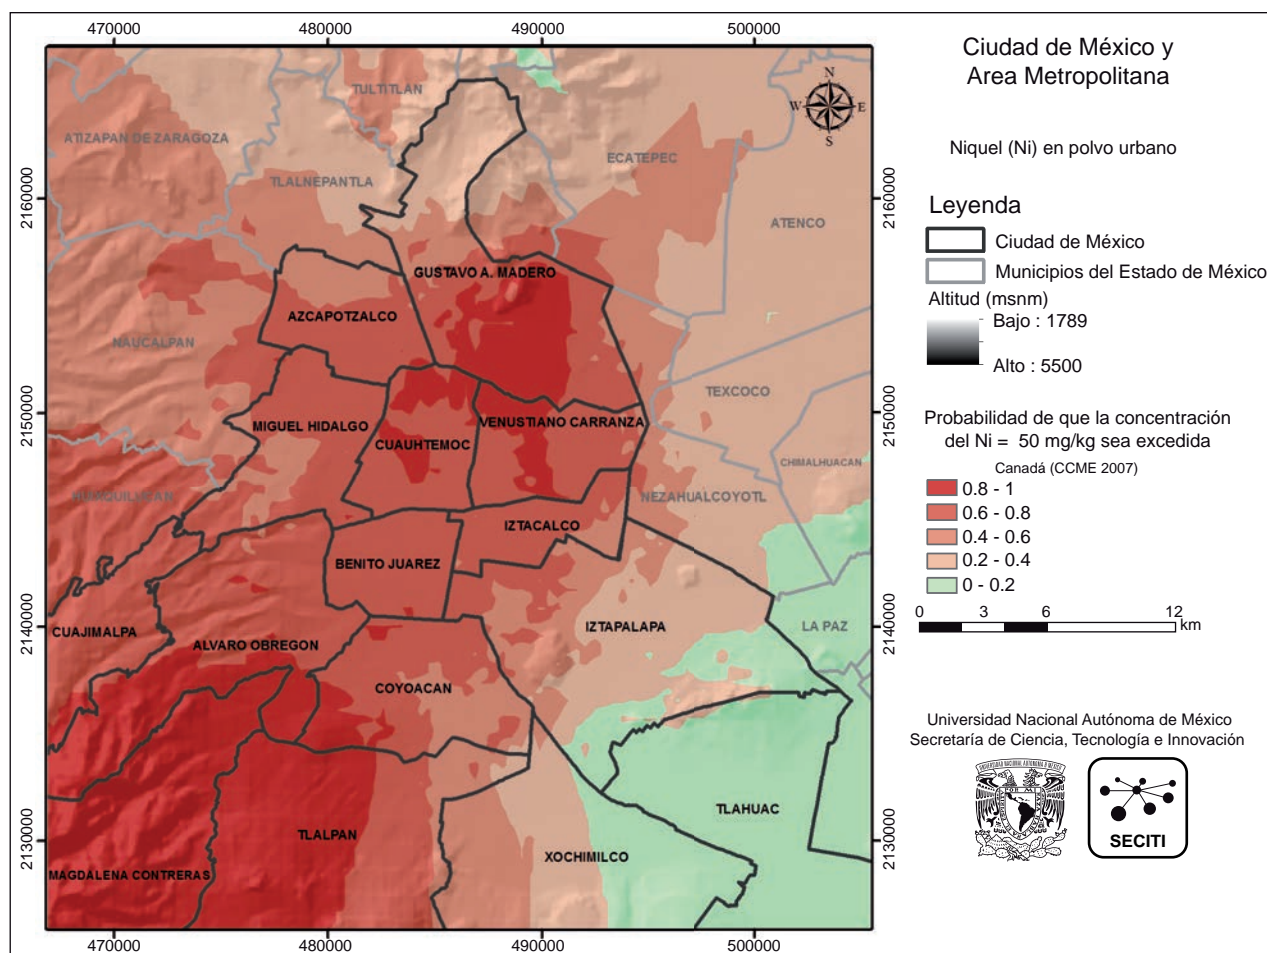 470000 480000 490000 500000
Ciudad de México y
Area Metropolitana
Niquel (Ni) en polvo urbano
Leyenda
Ciudad de México
Municipios del Estado de México
Altitud (msnm)
Bajo : 1789
Alto : 5500
Probabilidad de que la concentración
del Ni = 50 mg/kg sea excedida
Canadá (CCME 2007)
0.8 - 1
0.6 - 0.8
0.4 - 0.6
0.2 - 0.4
0 - 0.2
0 3 6 12
km
Universidad Nacional Autónoma de México
Secretaría de Ciencia, Tecnología e Innovación
POR MI RAZA
SECITI
N
W E
S
TULTITLAN
ATIZAPAN DE ZARAGOZA
ECATEPEC
TLALNEPANTLA
ATENCO
GUSTAVO A. MADERO
AZCAPOTZALCO
NAUCALPAN
TEXCOCO
MIGUEL HIDALGO
VENUSTIANO CARRANZA
CUAUHTEMOC
CHIMALHUACAN
HUIXQUILUCAN
NEZAHUALCOYOTL
IZTACALCO
BENITO JUAREZ
IZTAPALAPA
LA PAZ
CUAJIMALPA
ALVARO OBREGON
COYOACAN
TLAHUAC
TLALPAN
XOCHIMILCO
MAGDALENA CONTRERAS
2160000
2150000
2140000
2130000
2160000
2150000
2140000
2130000
470000 480000 490000 500000